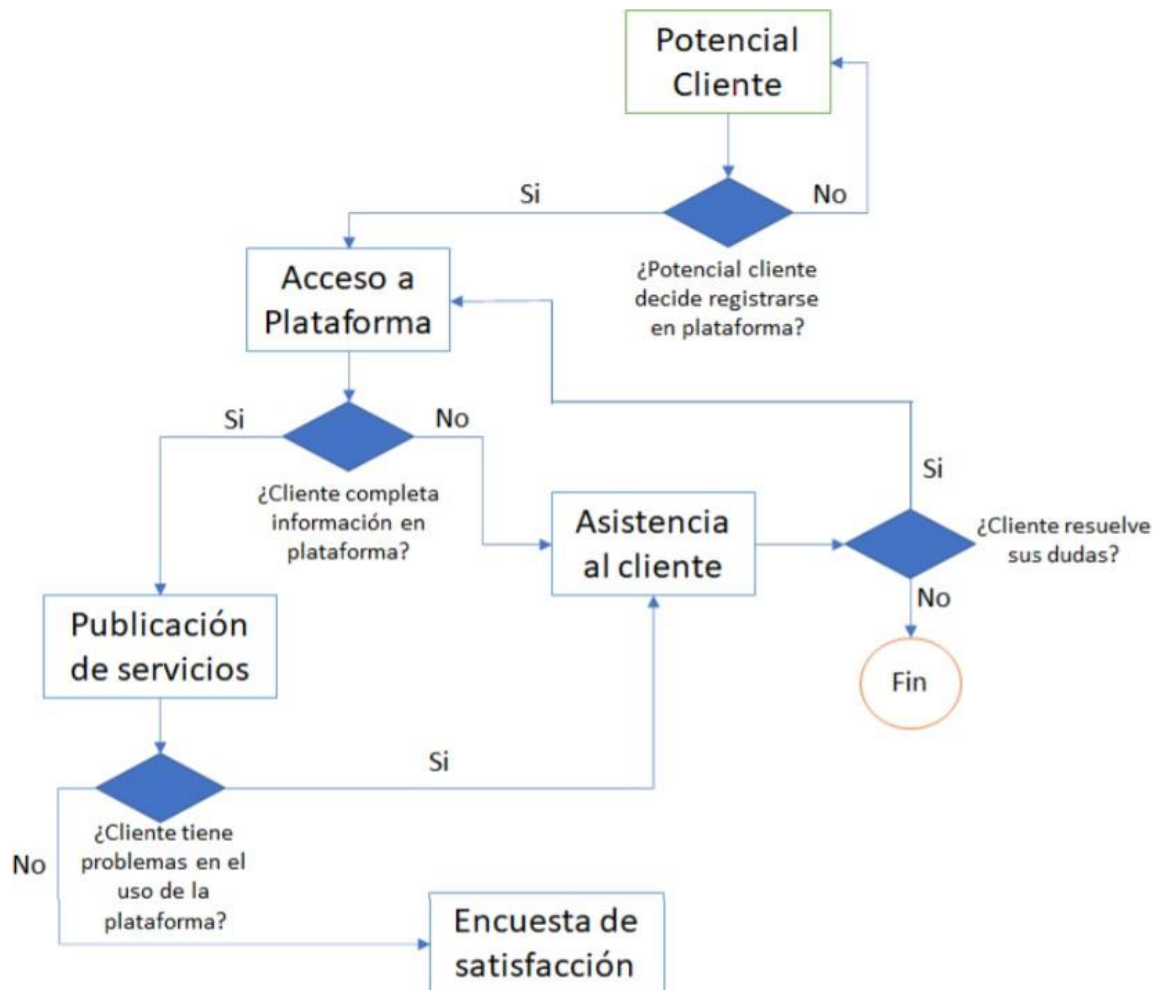 Potencial
Cliente
Si
No
¿Potencial cliente
decide registrarse
en plataforma?
Acceso a
Plataforma
Si
No
¿Cliente completa
información en
plataforma?
Asistencia
al cliente
Si
¿Cliente resuelve
sus dudas?
No
Fin
Publicación
de servicios
Si
¿Cliente tiene
problemas en el
uso de la
plataforma?
No
Encuesta de
satisfacción